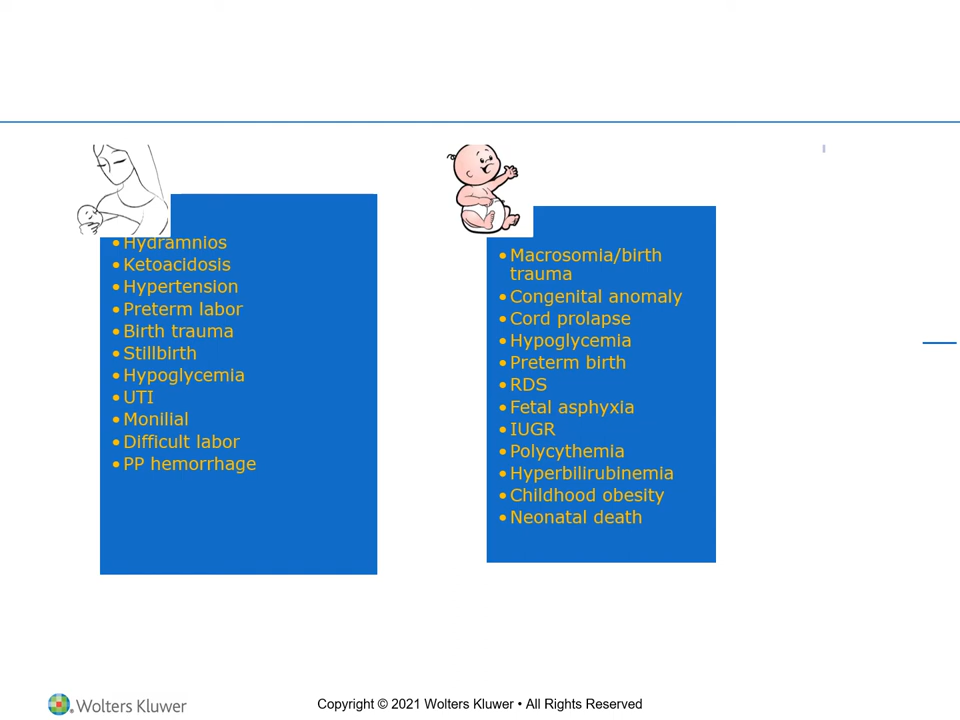 • Hydramnios
• Ketoacidosis
• Hypertension
• Preterm labor
• Birth trauma
• Stillbirth
• Hypoglycemia
• UTI
• Monilial
• Difficult labor
• PP hemorrhage
• Macrosomia/birth
trauma
• Congenital anomaly
• Cord prolapse
• Hypoglycemia
• Preterm birth
• RDS
• Fetal asphyxia
• IUGR
• Polycythemia
• Hyperbilirubinemia
• Childhood obesity
• Neonatal death
Wolters Kluwer
Copyright © 2021 Wolters Kluwer • All Rights Reserved